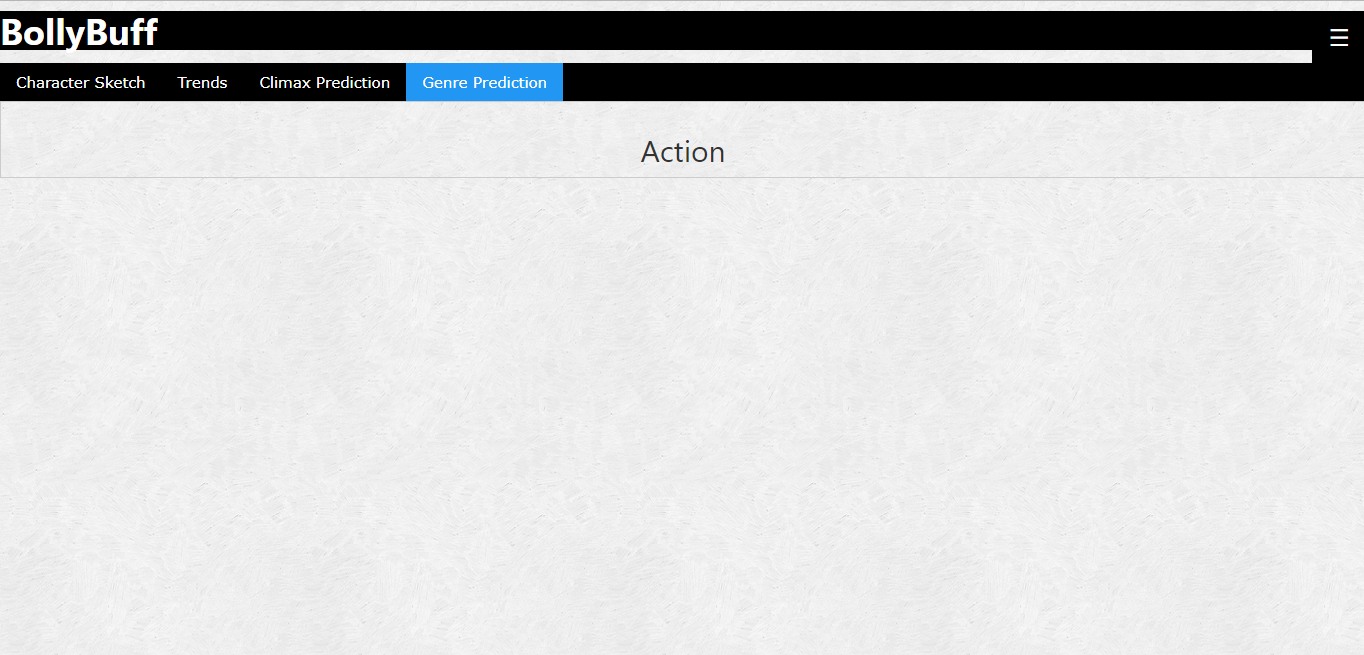 BollyBuff
☰
Character Sketch Trends Climax Prediction Genre Prediction
Action